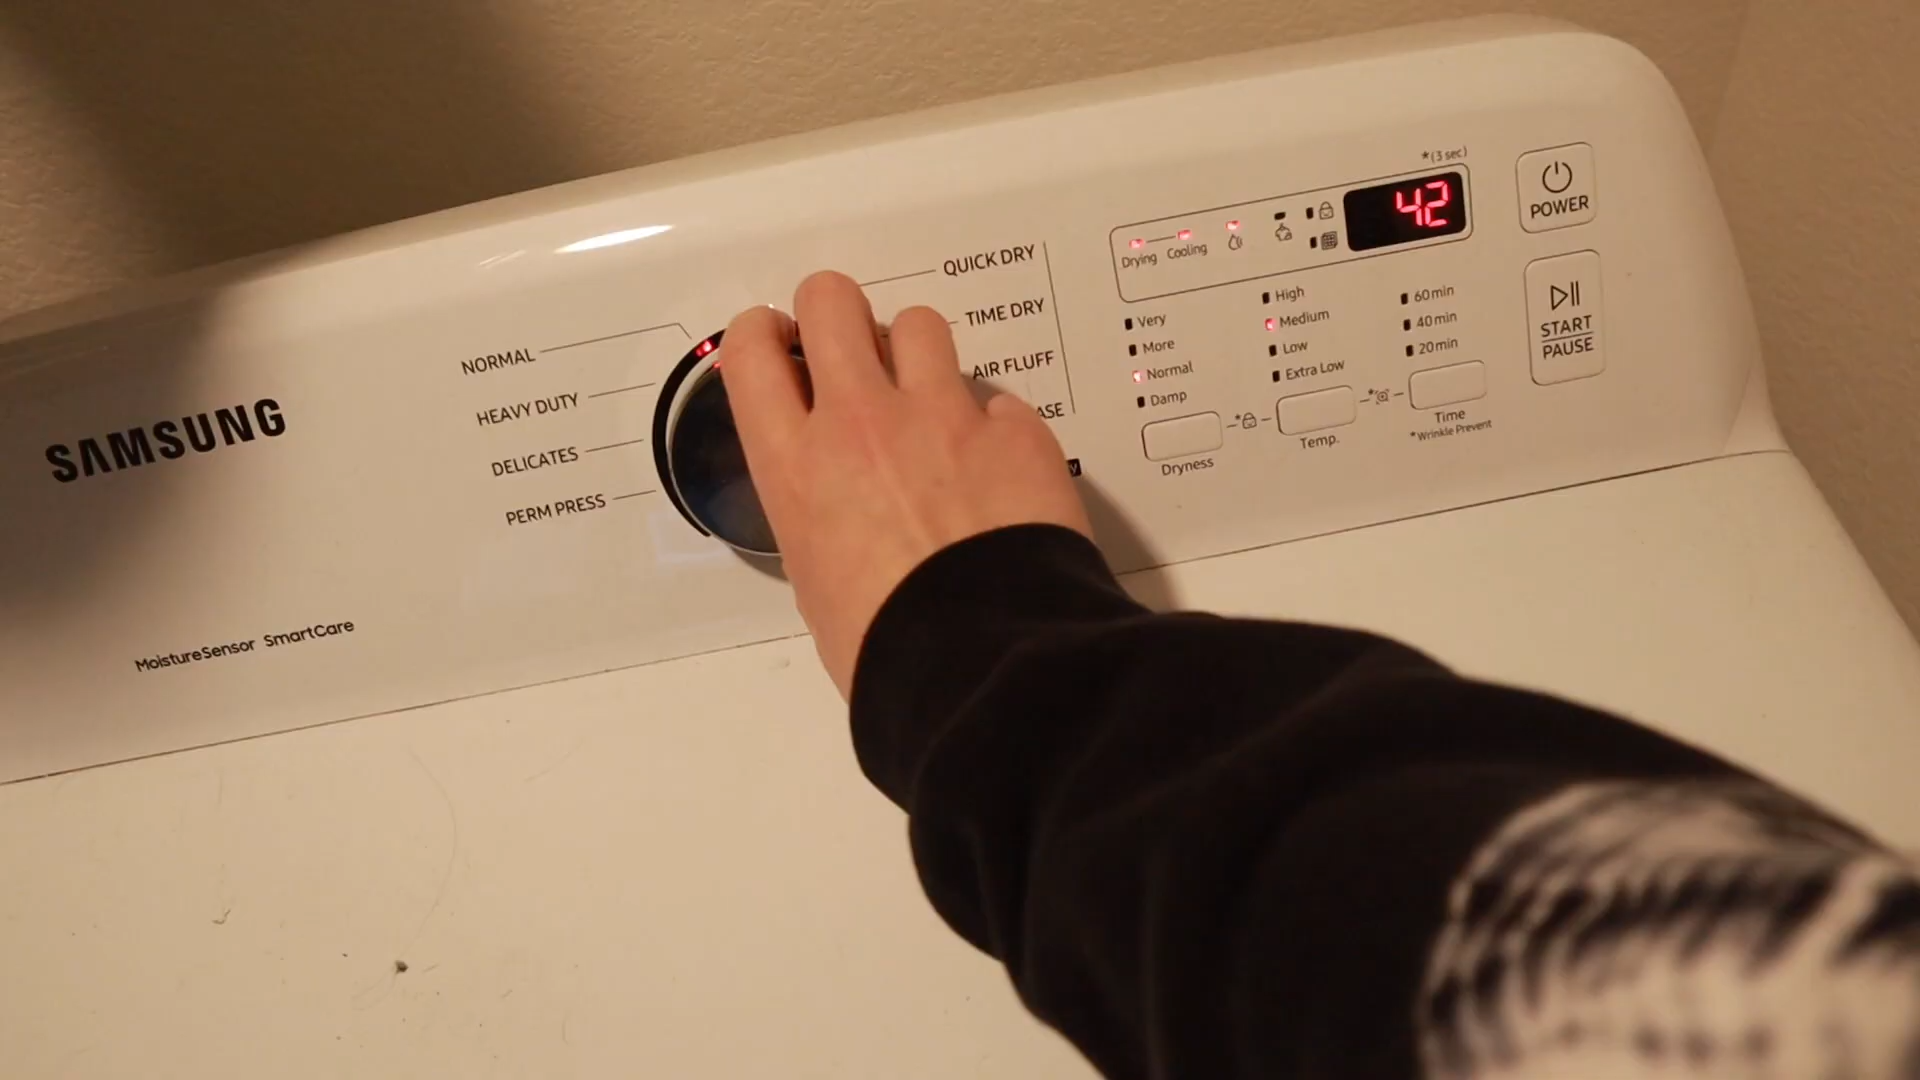 SAMSUNG
MoistureSensor SmartCare
NORMAL
HEAVY DUTY
DELICATES
PERM PRESS
QUICK DRY
TIME DRY
AIR FLUFF
ASE
Drying Cooling
*(3 sec)
42
Very
More
Normal
Damp
Dryness
High
Medium
Low
Extra Low
Temp.
60min
40min
20min
Time
*Wrinkle Prevent
POWER
START
PAUSE